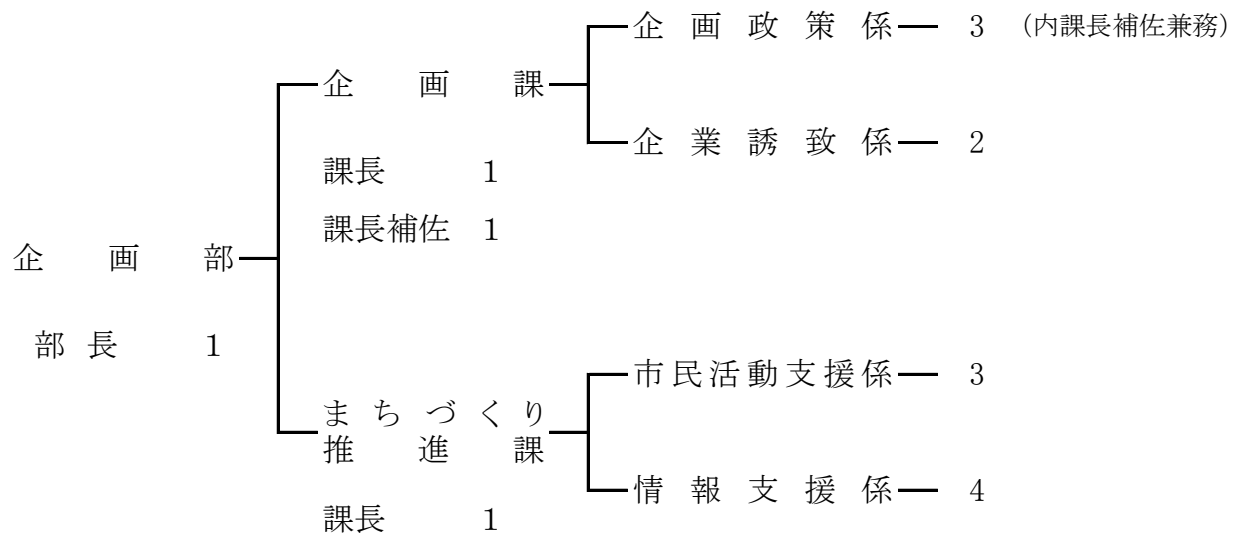 企画政策係 3 (内課長補佐兼務)
企画課
企業誘致係 2
課長 1
課長補佐 1
企画部
部長 1
市民活動支援係 3
まちづくり
推進課
情報支援係 4
課長 1